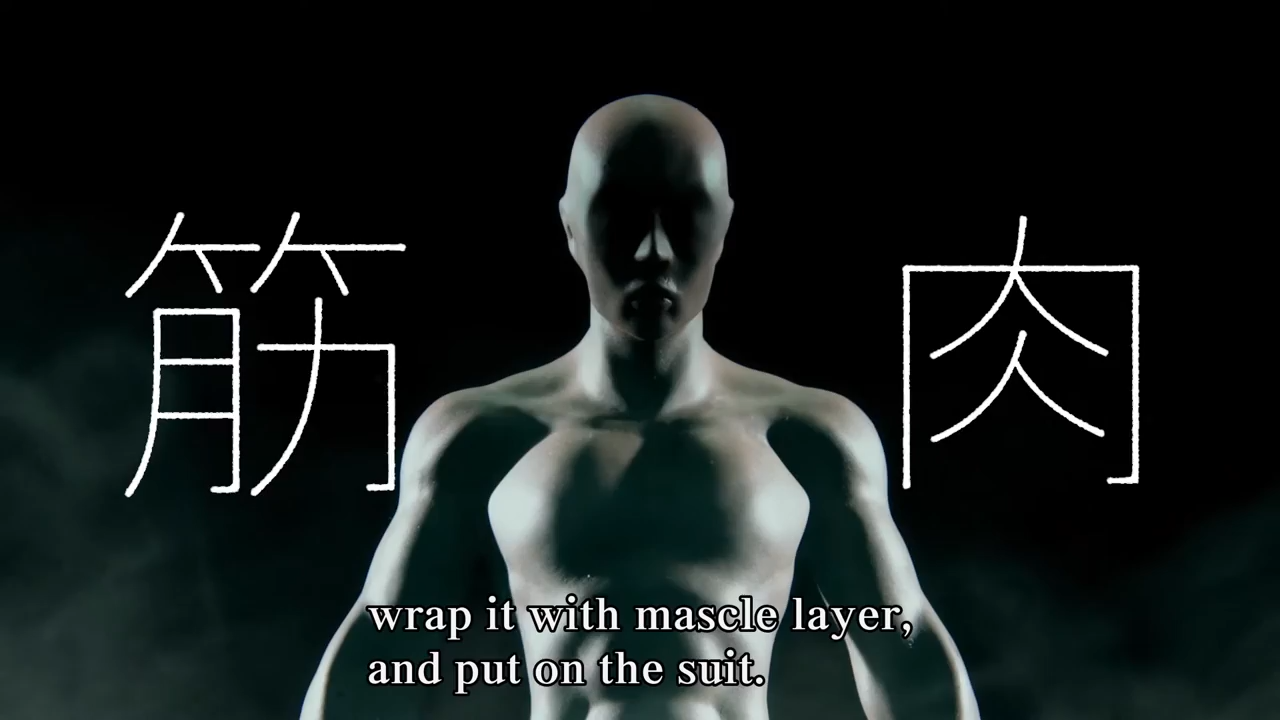 筋肉
wrap it with mascle layer,
and put on the suit.